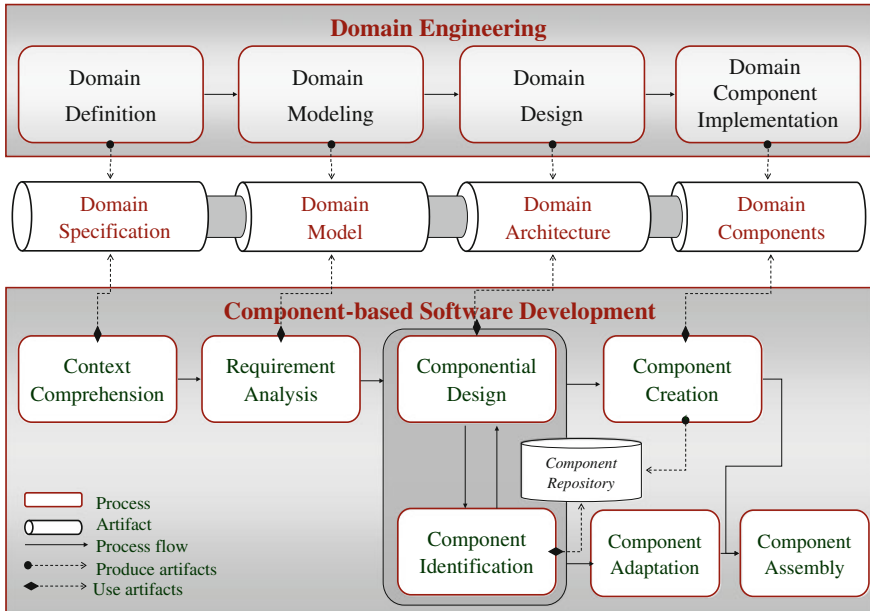 Domain Engineering
Domain
Definition
Domain
Modeling
Domain
Design
Domain
Component
Implementation
Domain
Specification
Domain
Model
Domain
Architecture
Domain
Components
Component-based Software Development
Context
Comprehension
Requirement
Analysis
Componential
Design
Component
Creation
Component
Repository
Component
Identification
Component
Adaptation
Component
Assembly
Process
Artifact
Process flow
Produce artifacts
Use artifacts